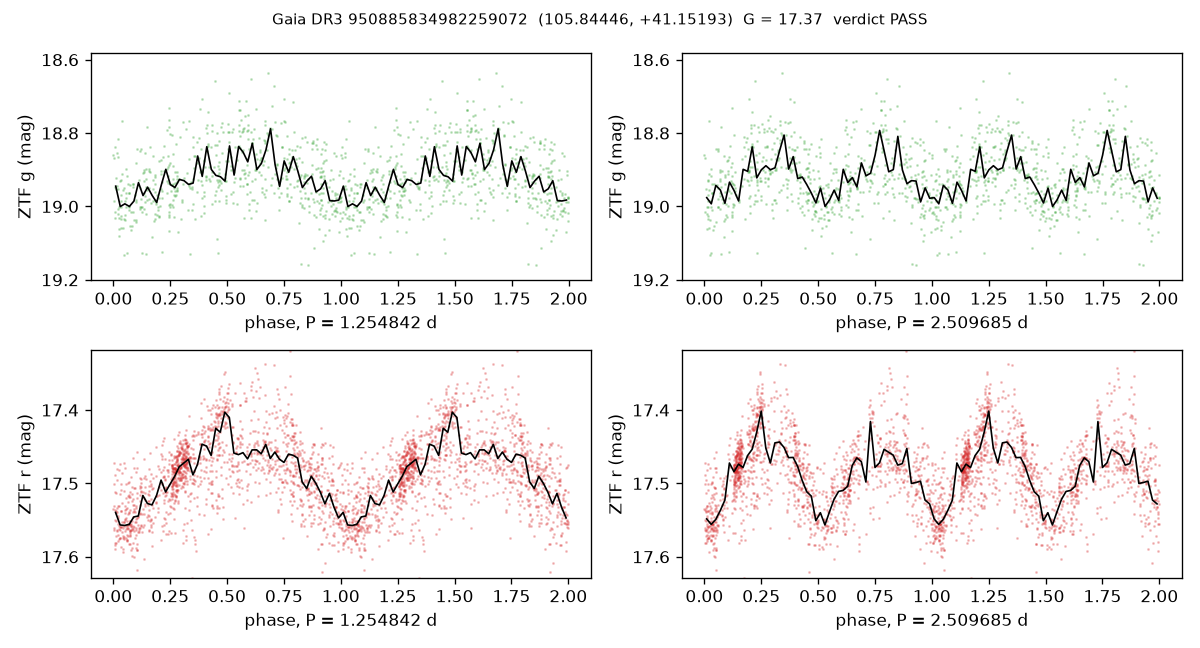 Gaia DR3 950885834982259072 (105.84446, +41.15193) G = 17.37 verdict PASS
18.6
18.8
19.0
19.2
ZTF g (mag)
0.00 0.25 0.50 0.75 1.00 1.25 1.50 1.75 2.00
phase, P = 1.254842 d
18.6
18.8
19.0
19.2
ZTF g (mag)
0.00 0.25 0.50 0.75 1.00 1.25 1.50 1.75 2.00
phase, P = 2.509685 d
17.4
17.5
17.6
ZTF r (mag)
0.00 0.25 0.50 0.75 1.00 1.25 1.50 1.75 2.00
phase, P = 1.254842 d
17.4
17.5
17.6
ZTF r (mag)
0.00 0.25 0.50 0.75 1.00 1.25 1.50 1.75 2.00
phase, P = 2.509685 d